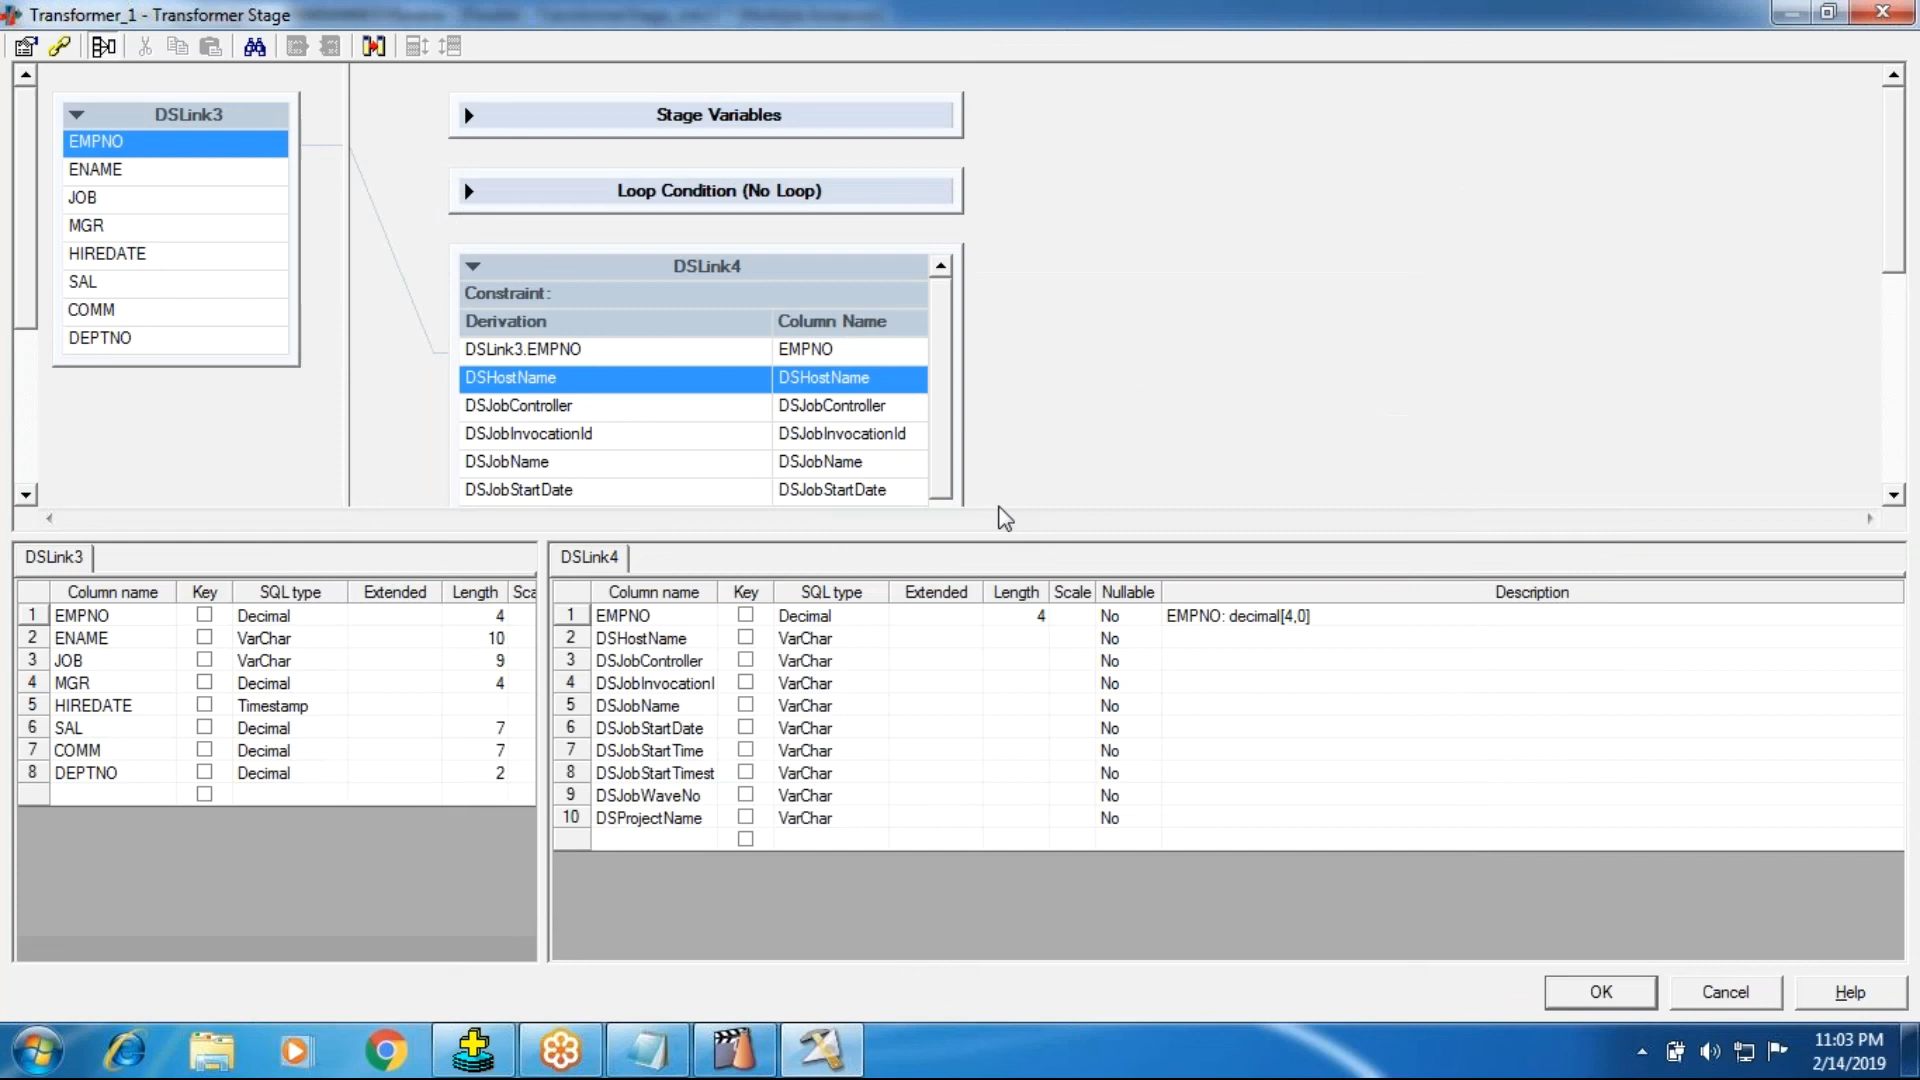 Transformer_1 - Transformer Stage
DSLink3
EMPNO
ENAME
JOB
MGR
HIREDATE
SAL
COMM
DEPTNO
Stage Variables
Loop Condition (No Loop)
DSLink4
Constraint:
Derivation Column Name
DSLink3.EMPNO EMPNO
DSHostName DSHostName
DSJobController DSJobController
DSJobInvocationId DSJobInvocationId
DSJobName DSJobName
DSJobStartDate DSJobStartDate
DSLink3
Column name Key SQL type Extended Length Sca
1 EMPNO Decimal 4
2 ENAME VarChar 10
3 JOB VarChar 9
4 MGR Decimal 4
5 HIREDATE Timestamp
6 SAL Decimal 7
7 COMM Decimal 7
8 DEPTNO Decimal 2
DSLink4
Column name Key SQL type Extended Length Scale Nullable Description
1 EMPNO Decimal 4 No EMPNO: decimal[4,0]
2 DSHostName VarChar No
3 DSJobController VarChar No
4 DSJobInvocationI VarChar No
5 DSJobName VarChar No
6 DSJobStartDate VarChar No
7 DSJobStartTime VarChar No
8 DSJobStartTimest VarChar No
9 DSJobWaveNo VarChar No
10 DSProjectName VarChar No
OK Cancel Help
11:03 PM
2/14/2019